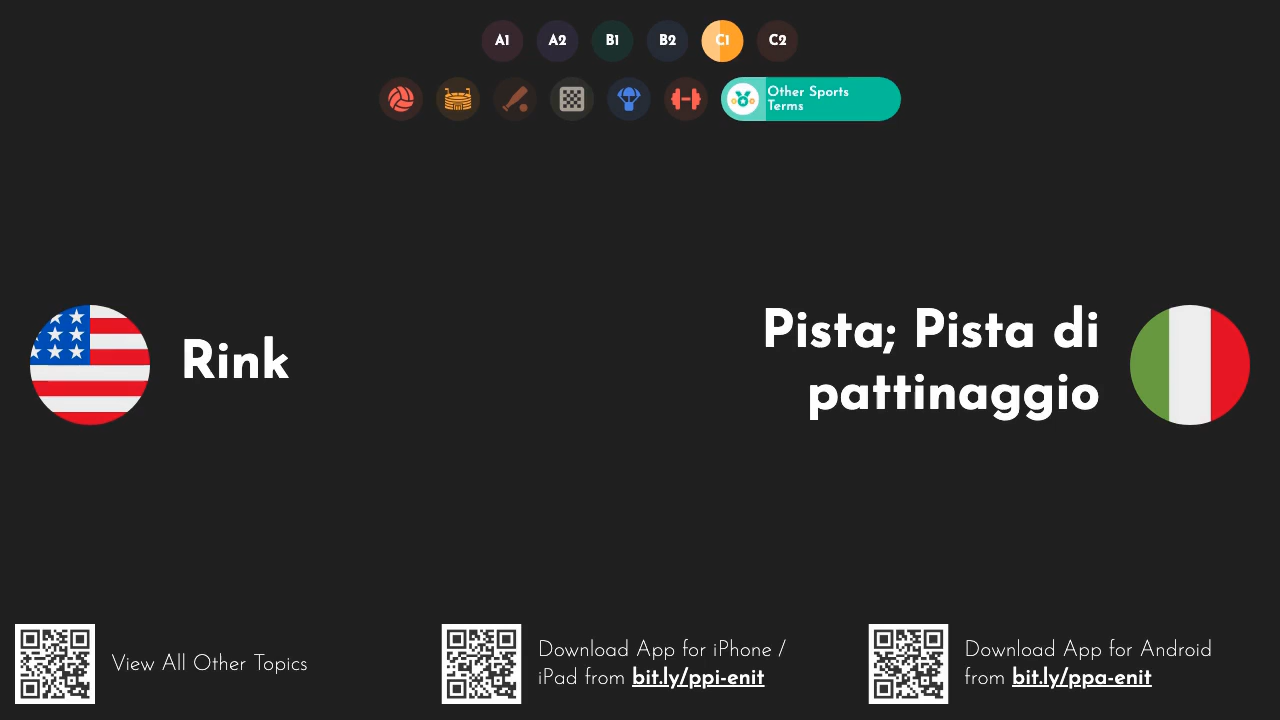 A1 A2 B1 B2 C1 C2
Other Sports
Terms
Rink
Pista; Pista di
pattinaggio
View All Other Topics
Download App for iPhone /
iPad from bit.ly/ppi-enit
Download App for Android
from bit.ly/ppa-enit